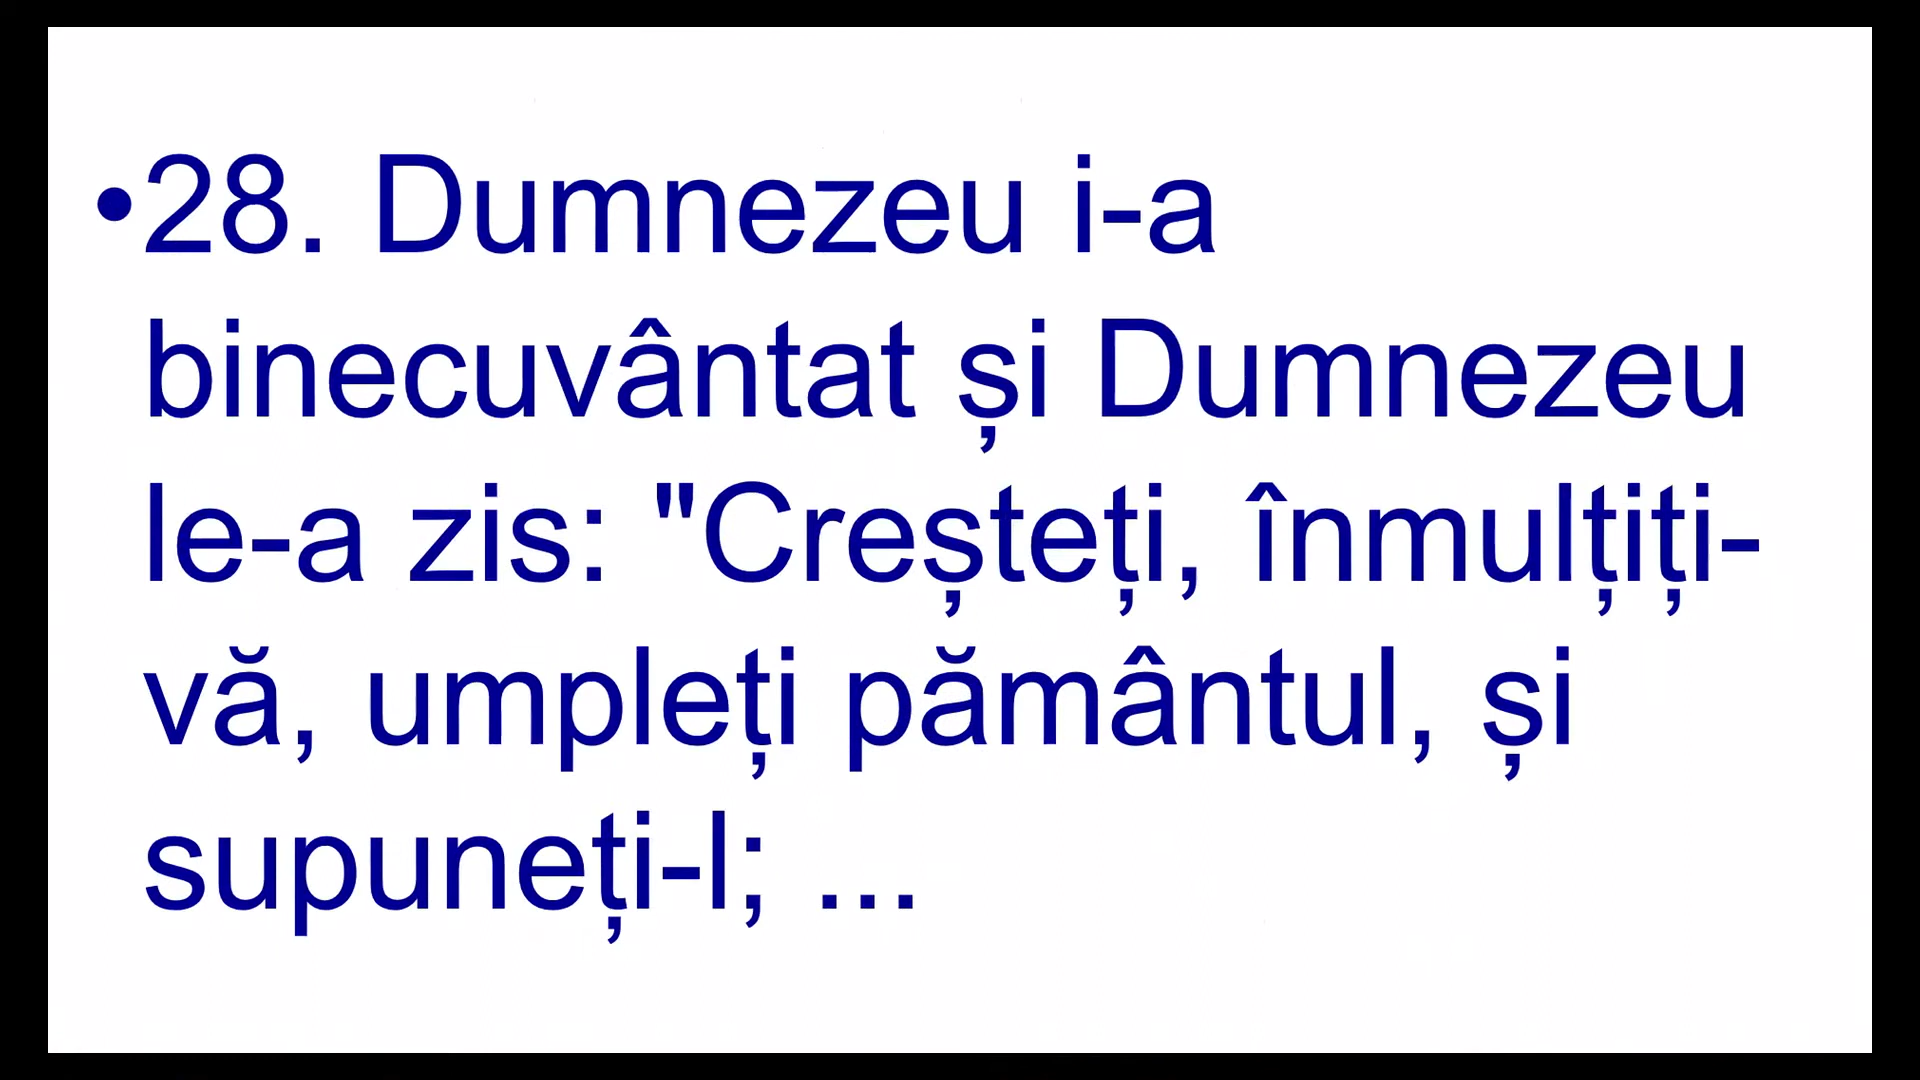 •28. Dumnezeu i-a
binecuvântat și Dumnezeu
le-a zis: "Creșteți, înmulțiți-
vă, umpleți pământul, și
supuneți-l; ...